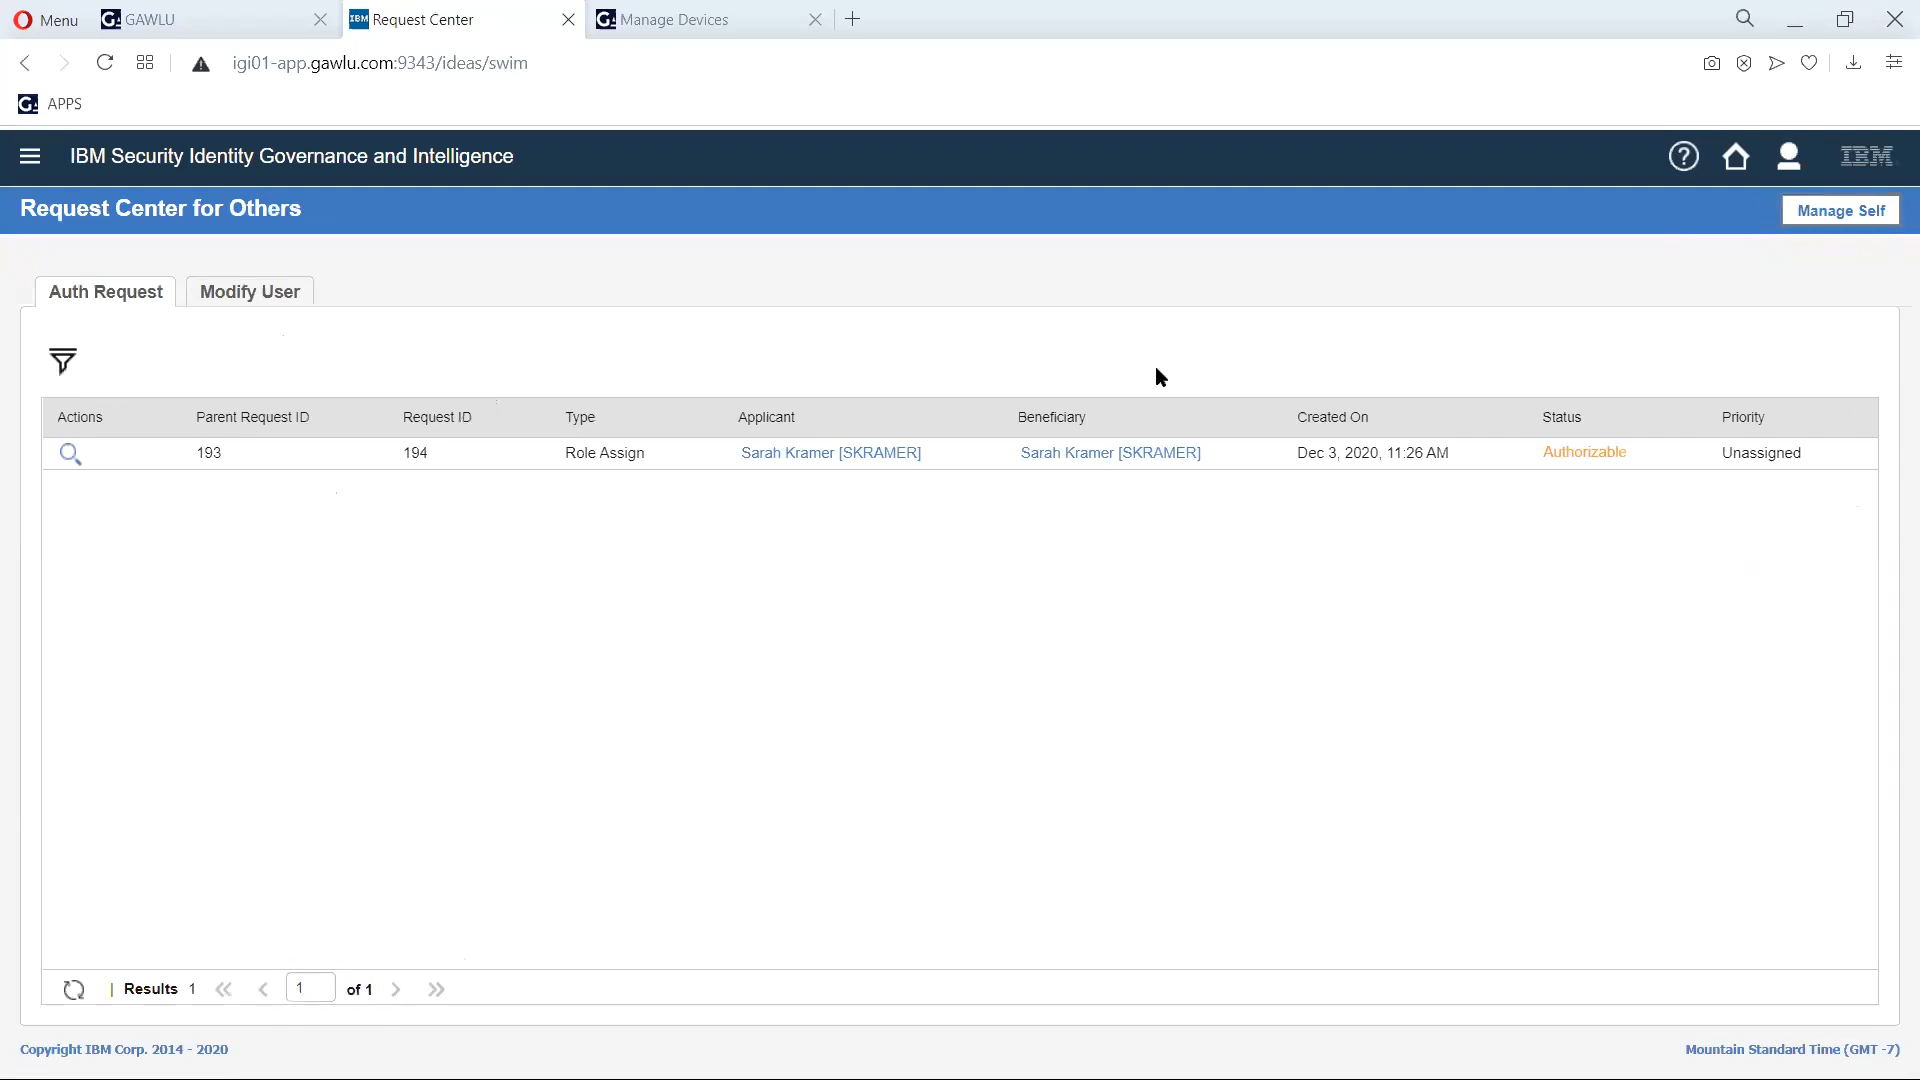 Menu GAWLU IBM Request Center Manage Devices
igi01-app.gawlu.com:9343/ideas/swim
APPS
IBM Security Identity Governance and Intelligence IBM
Request Center for Others Manage Self
Auth Request Modify User
Actions Parent Request ID Request ID Type Applicant Beneficiary Created On Status Priority
193 194 Role Assign Sarah Kramer [SKRAMER] Sarah Kramer [SKRAMER] Dec 3, 2020, 11:26 AM Authorizable Unassigned
| Results 1 1 of 1
Copyright IBM Corp. 2014 - 2020 Mountain Standard Time (GMT -7)